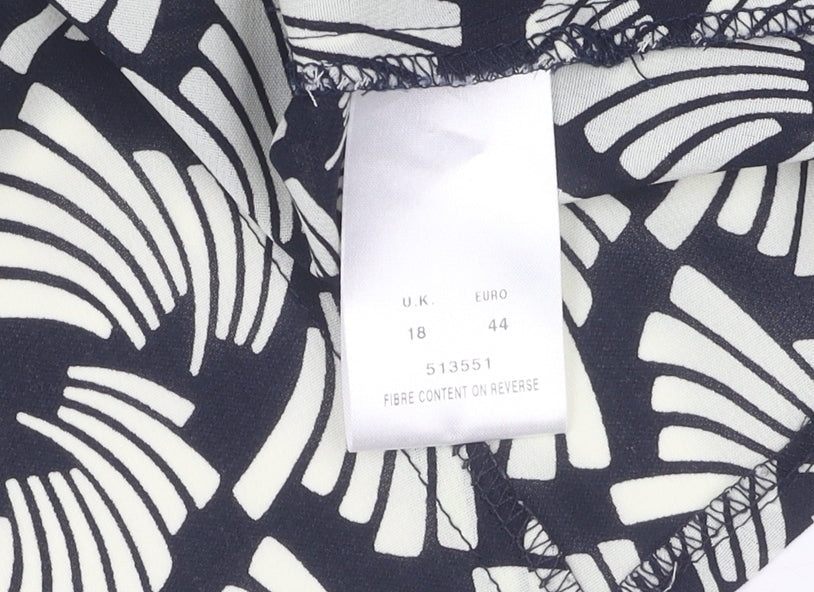 U.K. EURO
18 44
513551
FIBRE CONTENT ON REVERSE